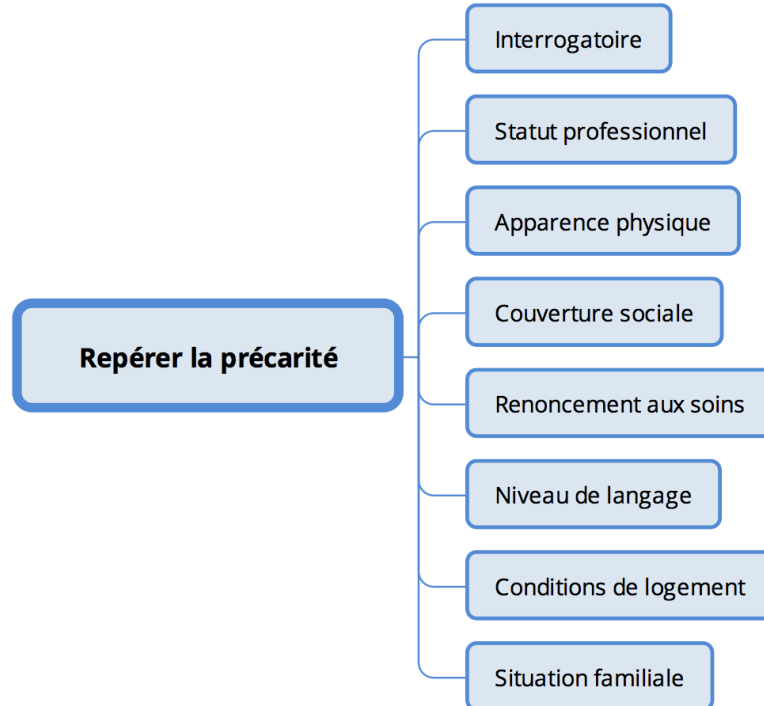 Interrogatoire
Statut professionnel
Apparence physique
Couverture sociale
Repérer la précarité
Renoncement aux soins
Niveau de langage
Conditions de logement
Situation familiale